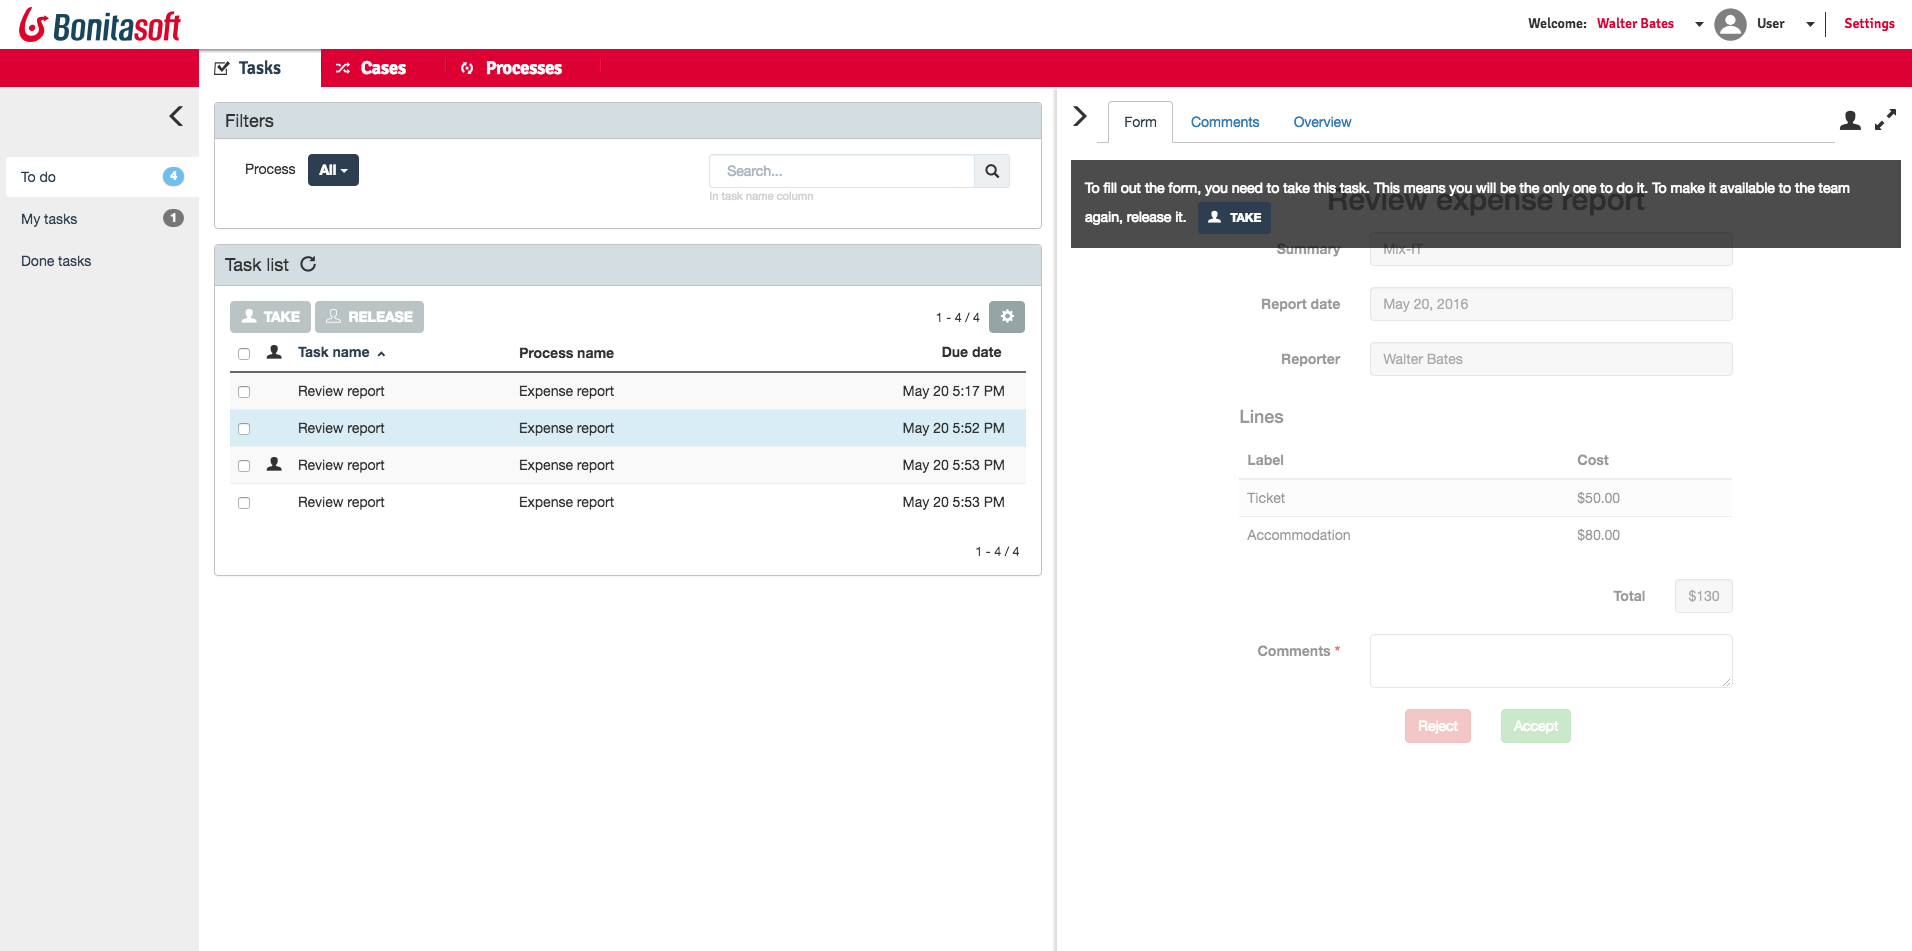 Bonitasoft
Welcome: Walter Bates User Settings
Tasks Cases Processes
To do 4
My tasks 1
Done tasks
Filters
Process All Search...
In task name column
Task list
TAKE RELEASE 1 - 4 / 4
Task name Process name Due date
Review report Expense report May 20 5:17 PM
Review report Expense report May 20 5:52 PM
Review report Expense report May 20 5:53 PM
Review report Expense report May 20 5:53 PM
1 - 4 / 4
Form Comments Overview
To fill out the form, you need to take this task. This means you will be the only one to do it. To make it available to the team
again, release it. TAKE
Review expense report
Summary Mix-IT
Report date May 20, 2016
Reporter Walter Bates
Lines
Label Cost
Ticket $50.00
Accommodation $80.00
Total $130
Comments *
Reject Accept